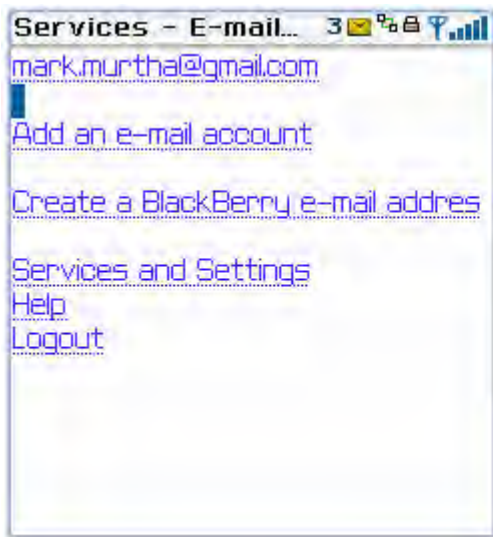 Services - E-mail... 3
mark.murtha@gmail.com
Add an e-mail account
Create a BlackBerry e-mail addres
Services and Settings
Help
Logout